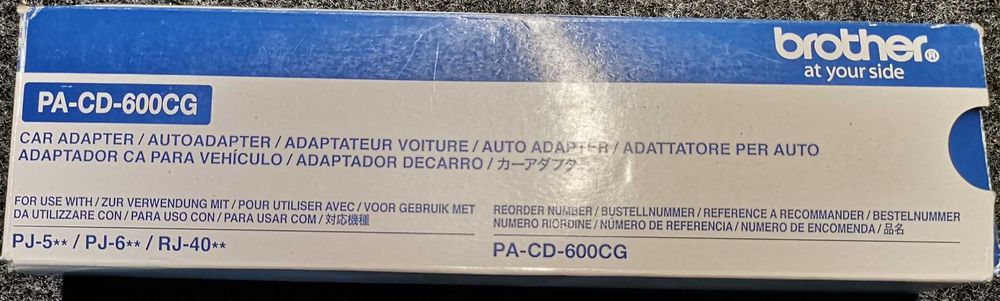 brother®
at your side
PA-CD-600CG
CAR ADAPTER / AUTOADAPTER / ADAPTATEUR VOITURE / AUTO ADAPTER / ADATTATORE PER AUTO
ADAPTADOR CA PARA VEHÍCULO / ADAPTADOR DECARRO / カーアダプター
FOR USE WITH / ZUR VERWENDUNG MIT / POUR UTILISER AVEC / VOOR GEBRUIK MET
DA UTILIZZARE CON / PARA USO CON / PARA USAR COM / 対応機種
PJ-5** / PJ-6** / RJ-40**
REORDER NUMBER / BUSTELLNUMMER / REFERENCE A RECOMMANDER / BESTELNUMMER
NUMERO RIORDINE / NÚMERO DE REFERENCIA / NUMERO DE ENCOMENDA / 品名
PA-CD-600CG